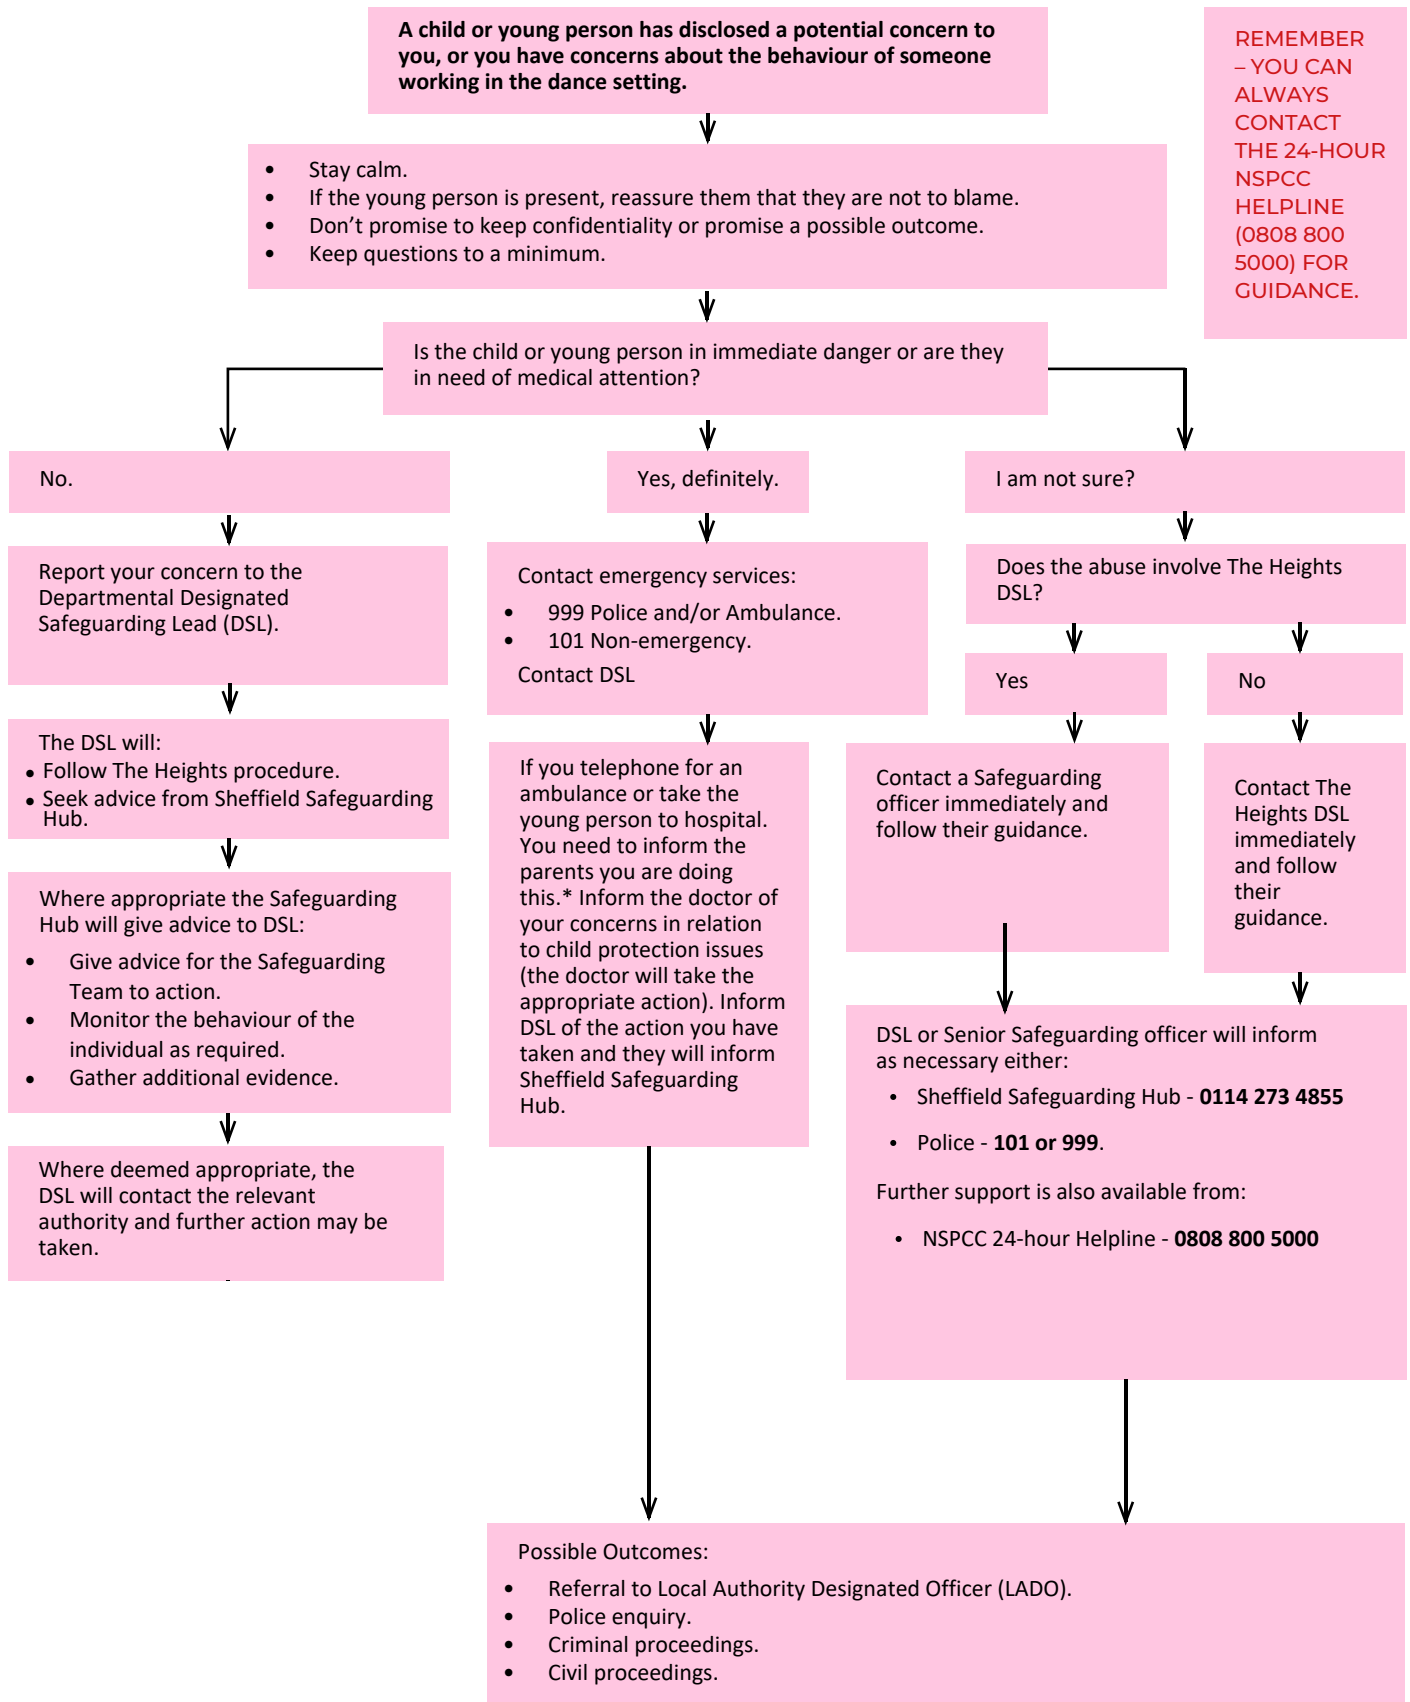 A child or young person has disclosed a potential concern to
you, or you have concerns about the behaviour of someone
working in the dance setting.
REMEMBER
– YOU CAN
ALWAYS
CONTACT
THE 24-HOUR
NSPCC
HELPLINE
(0808 800
5000) FOR
GUIDANCE.
• Stay calm.
• If the young person is present, reassure them that they are not to blame.
• Don’t promise to keep confidentiality or promise a possible outcome.
• Keep questions to a minimum.
Is the child or young person in immediate danger or are they
in need of medical attention?
No.
Report your concern to the
Departmental Designated
Safeguarding Lead (DSL).
The DSL will:
• Follow The Heights procedure.
• Seek advice from Sheffield Safeguarding
Hub.
Where appropriate the Safeguarding
Hub will give advice to DSL:
• Give advice for the Safeguarding
Team to action.
• Monitor the behaviour of the
individual as required.
• Gather additional evidence.
Where deemed appropriate, the
DSL will contact the relevant
authority and further action may be
taken.
Yes, definitely.
Contact emergency services:
• 999 Police and/or Ambulance.
• 101 Non-emergency.
Contact DSL
If you telephone for an
ambulance or take the
young person to hospital.
You need to inform the
parents you are doing
this.* Inform the doctor of
your concerns in relation
to child protection issues
(the doctor will take the
appropriate action). Inform
DSL of the action you have
taken and they will inform
Sheffield Safeguarding
Hub.
I am not sure?
Does the abuse involve The Heights
DSL?
Yes
Contact a Safeguarding
officer immediately and
follow their guidance.
No
Contact The
Heights DSL
immediately
and follow
their
guidance.
DSL or Senior Safeguarding officer will inform
as necessary either:
• Sheffield Safeguarding Hub - 0114 273 4855
• Police - 101 or 999.
Further support is also available from:
• NSPCC 24-hour Helpline - 0808 800 5000
Possible Outcomes:
• Referral to Local Authority Designated Officer (LADO).
• Police enquiry.
• Criminal proceedings.
• Civil proceedings.